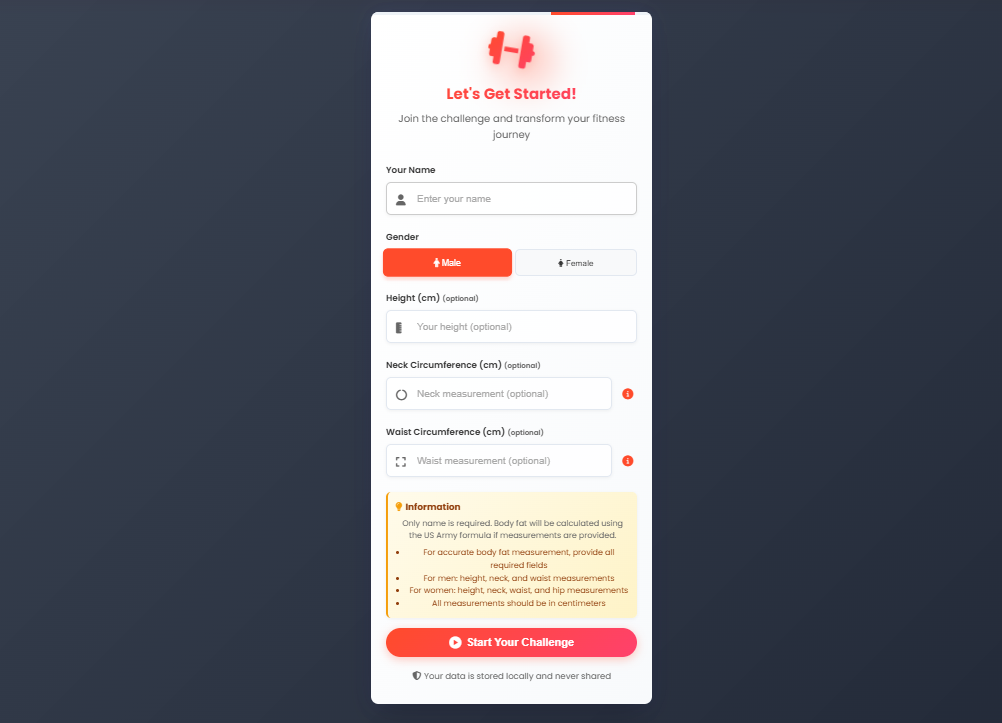 Let's Get Started!
Join the challenge and transform your fitness
journey
Your Name
Enter your name
Gender
Male
Female
Height (cm) (optional)
Your height (optional)
Neck Circumference (cm) (optional)
Neck measurement (optional)
Waist Circumference (cm) (optional)
Waist measurement (optional)
Information
Only name is required. Body fat will be calculated using
the US Army formula if measurements are provided.
• For accurate body fat measurement, provide all
required fields
• For men: height, neck, and waist measurements
• For women: height, neck, waist, and hip measurements
• All measurements should be in centimeters
Start Your Challenge
Your data is stored locally and never shared